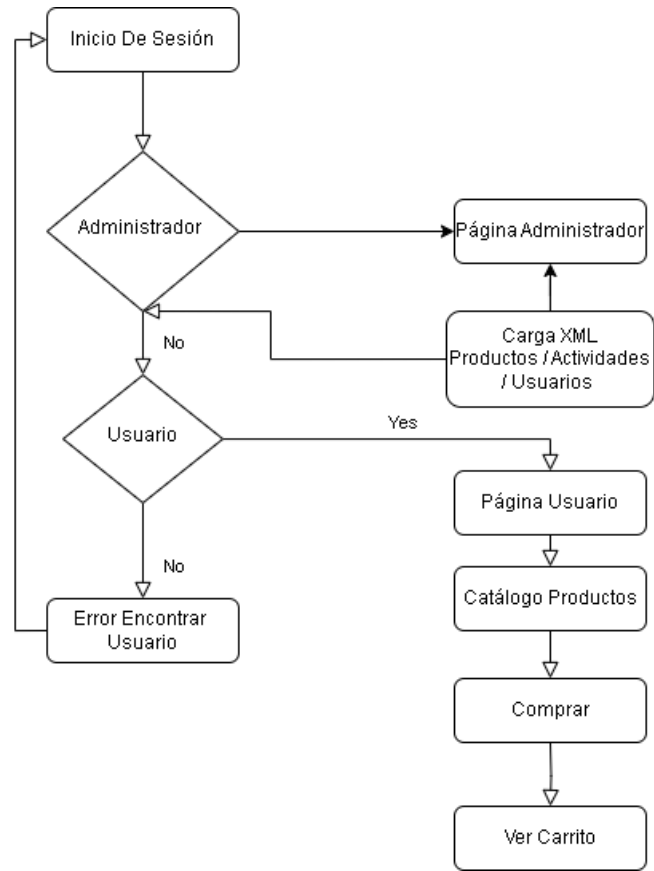 Inicio De Sesión
Administrador
Página Administrador
No
Carga XML
Productos / Actividades
/ Usuarios
Usuario
Yes
Página Usuario
No
Catálogo Productos
Error Encontrar
Usuario
Comprar
Ver Carrito